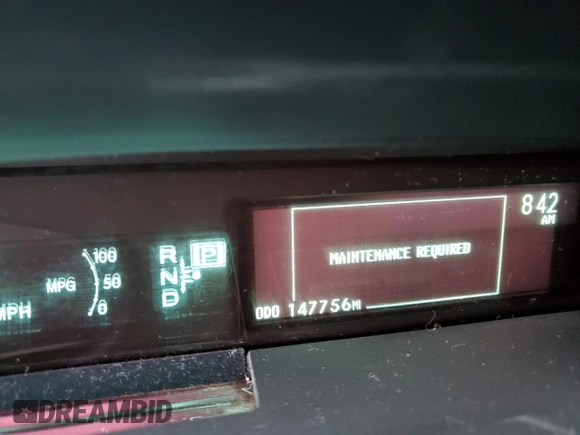 842
AM
MAINTENANCE REQUIRED
ODO 147756MI
100
MPG 50
0
MPH
R
N
D
P
DREAMBID